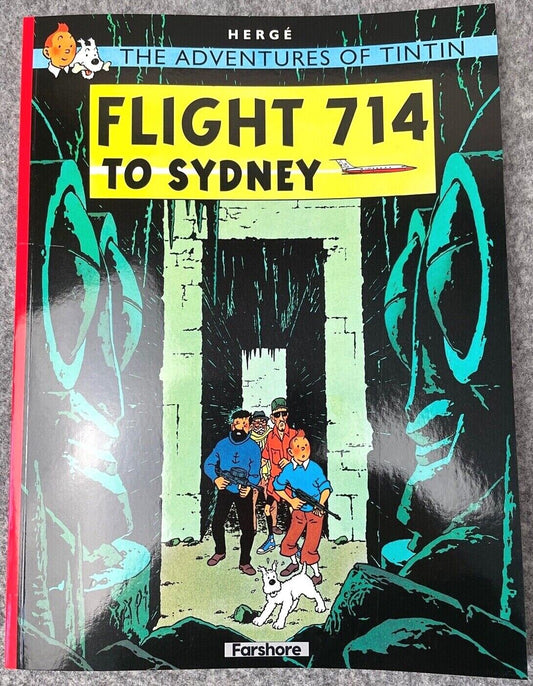 HERGÉ
THE ADVENTURES OF TINTIN
FLIGHT 714
TO SYDNEY
Farshore